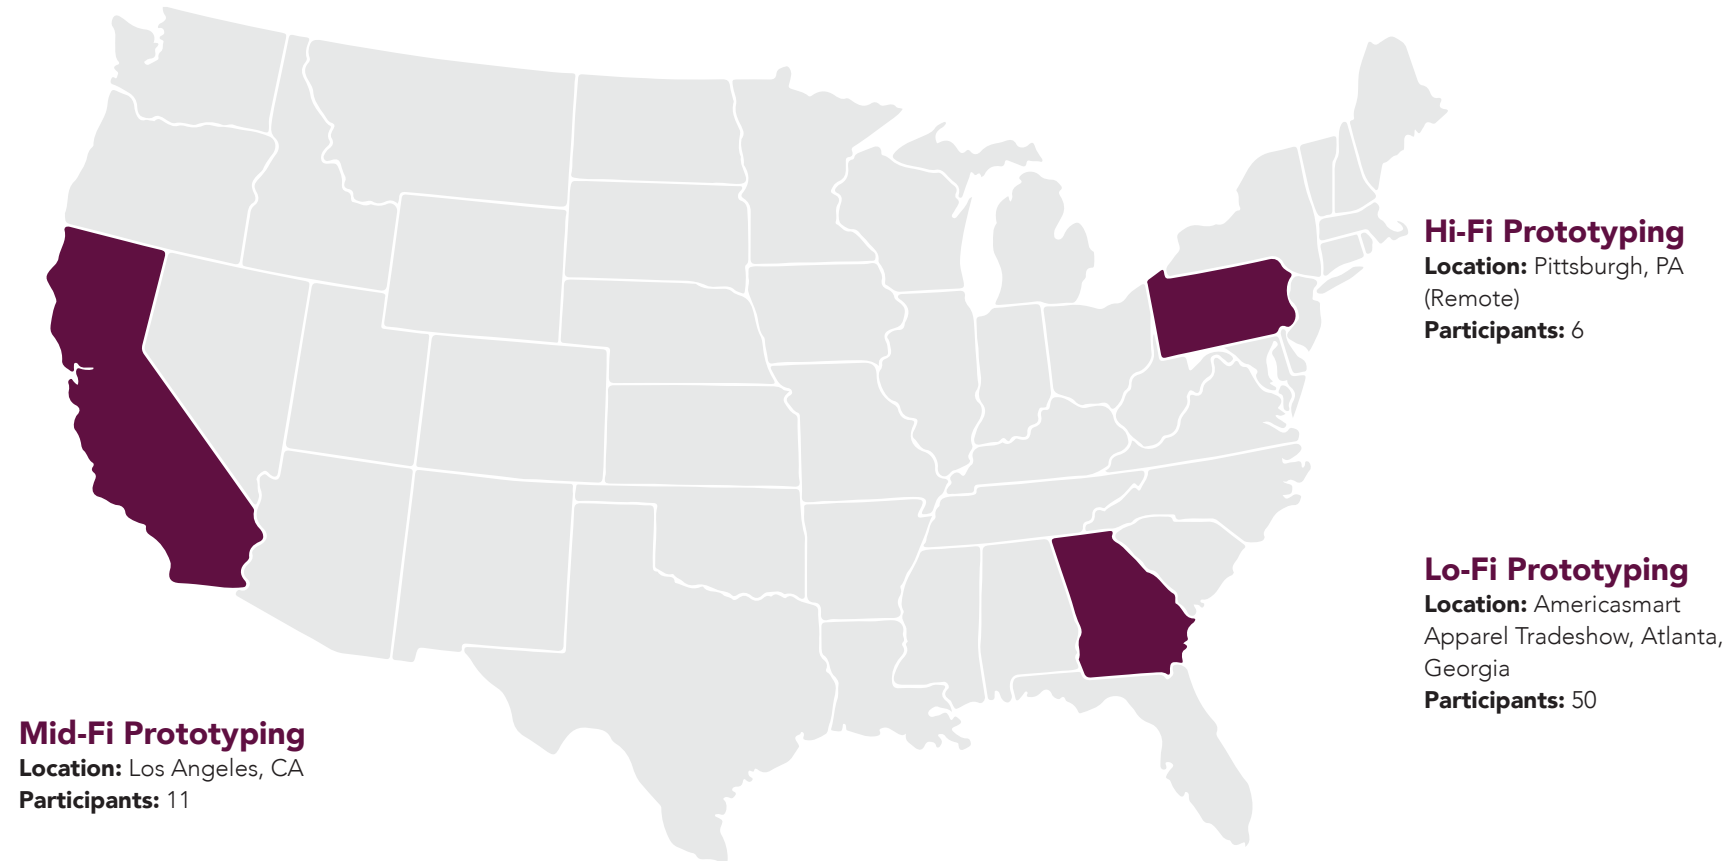 Hi-Fi Prototyping
Location: Pittsburgh, PA
(Remote)
Participants: 6
Lo-Fi Prototyping
Location: Americasmart
Apparel Tradeshow, Atlanta,
Georgia
Participants: 50
Mid-Fi Prototyping
Location: Los Angeles, CA
Participants: 11